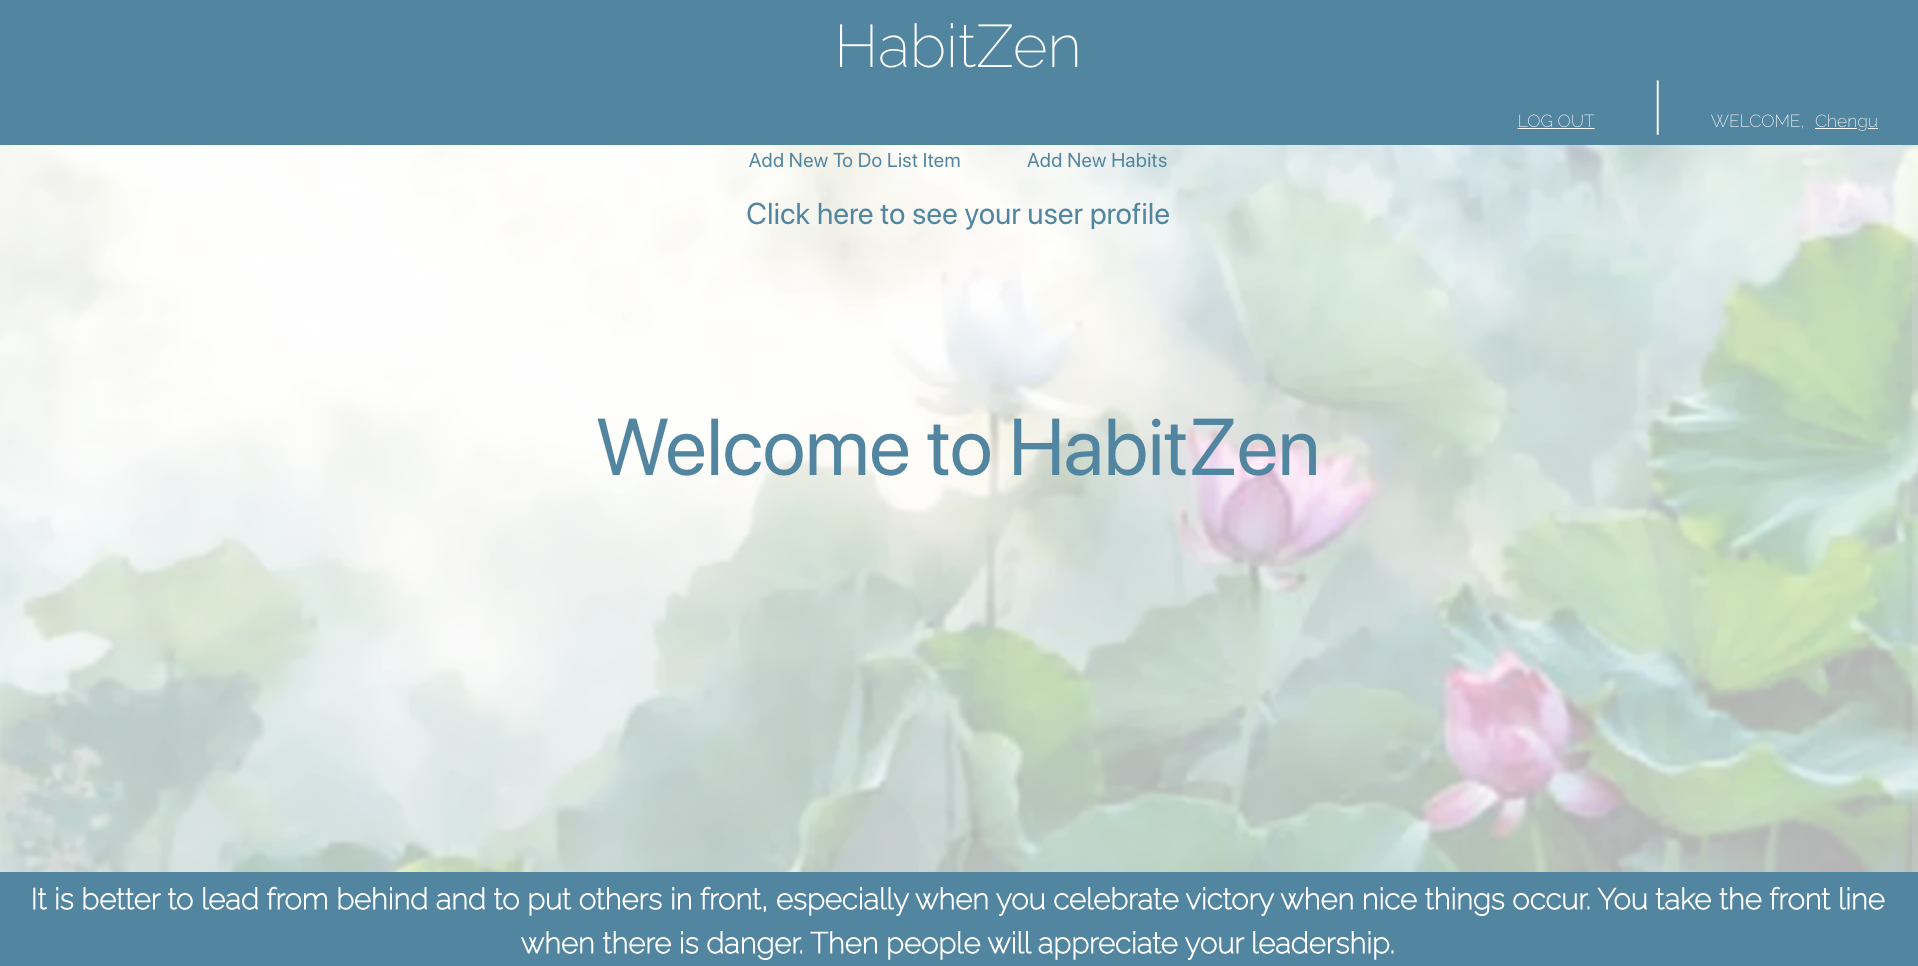 HabitZen
LOG OUT
WELCOME, Chengu
Add New To Do List Item
Add New Habits
Click here to see your user profile
Welcome to HabitZen
It is better to lead from behind and to put others in front, especially when you celebrate victory when nice things occur. You take the front line
when there is danger. Then people will appreciate your leadership.